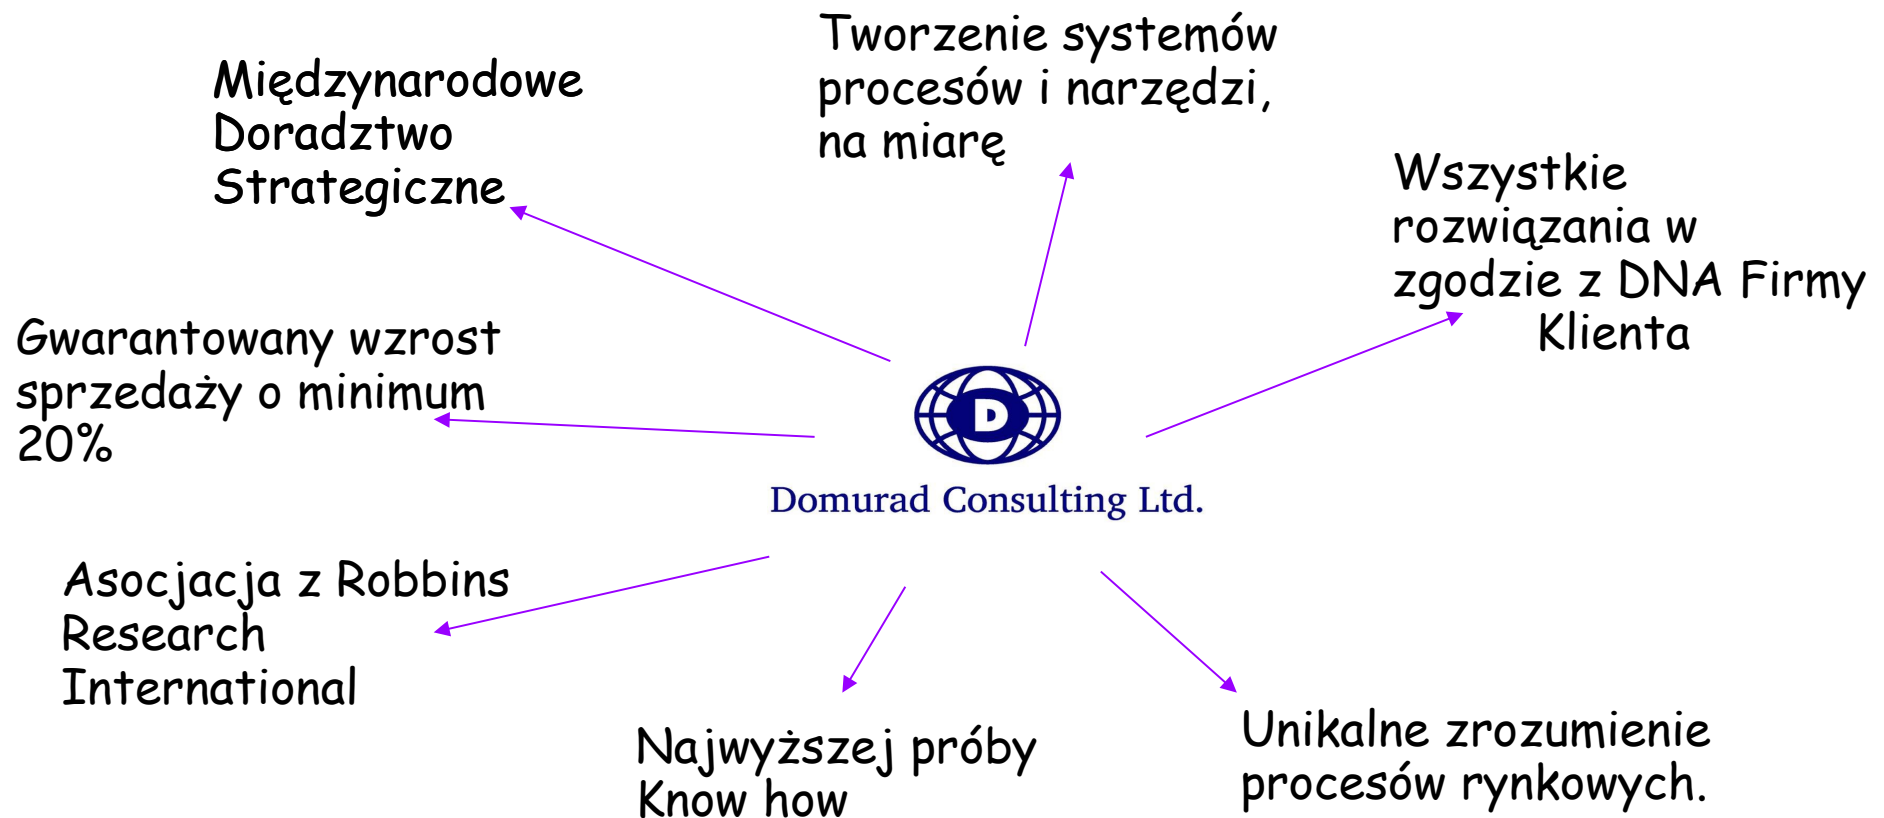 Międzynarodowe
Doradztwo
Strategiczne
Tworzenie systemów
procesów i narzędzi,
na miarę
Wszystkie
rozwiązania w
zgodzie z DNA Firmy
Klienta
Gwarantowany wzrost
sprzedaży o minimum
20%
D
Domurad Consulting Ltd.
Asocjacja z Robbins
Research
International
Najwyższej próby
Know how
Unikalne zrozumienie
procesów rynkowych.